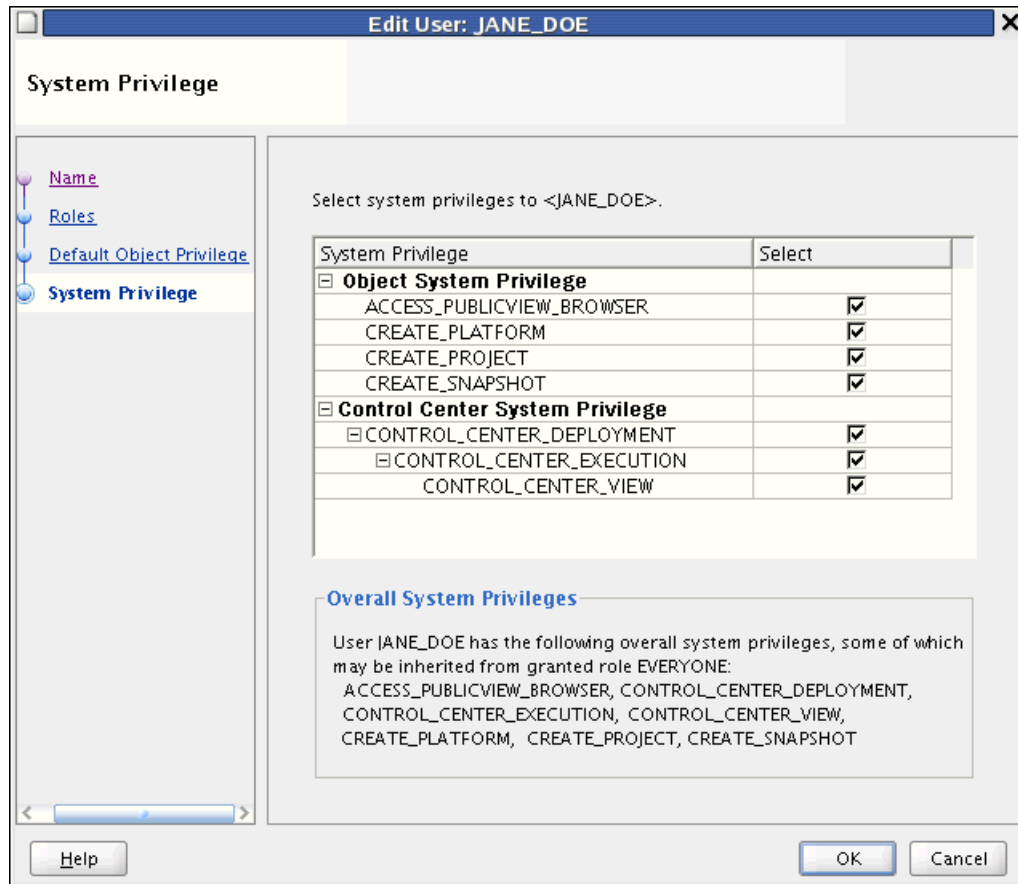 Edit User: JANE_DOE
System Privilege
Name
Roles
Default Object Privilege
System Privilege
Select system privileges to <JANE_DOE>.
System Privilege Select
Object System Privilege
ACCESS_PUBLICVIEW_BROWSER
CREATE_PLATFORM
CREATE_PROJECT
CREATE_SNAPSHOT
Control Center System Privilege
CONTROL_CENTER_DEPLOYMENT
CONTROL_CENTER_EXECUTION
CONTROL_CENTER_VIEW
Overall System Privileges
User JANE_DOE has the following overall system privileges, some of which
may be inherited from granted role EVERYONE:
ACCESS_PUBLICVIEW_BROWSER, CONTROL_CENTER_DEPLOYMENT,
CONTROL_CENTER_EXECUTION, CONTROL_CENTER_VIEW,
CREATE_PLATFORM, CREATE_PROJECT, CREATE_SNAPSHOT
Help OK Cancel